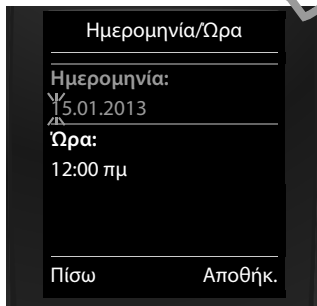 Ημερομηνία/Ώρα
Ημερομηνία:
15.01.2013
Ώρα:
12:00 πμ
Πίσω Αποθήκ.